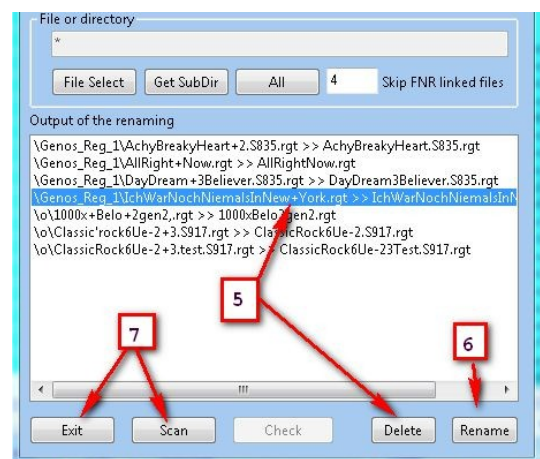 File or directory
*
File Select Get SubDir All 4 Skip FNR linked files
Output of the renaming
\Genos_Reg_1\AchyBreakyHeart+2.S835.rgt >> AchyBreakyHeart.S835.rgt
\Genos_Reg_1\AllRight+Now.rgt >> AllRightNow.rgt
\Genos_Reg_1\DayDream+3Believer.S835.rgt >> DayDream3Believer.S835.rgt
\Genos_Reg_1\IchWarNochNiemalsInNew+York.rgt >> IchWarNochNiemalsInN
\o\1000x+Belo+2gen2,.rgt >> 1000xBelo2gen2.rgt
\o\Classic'rock6Ue-2+3.S917.rgt >> ClassicRock6Ue-2.S917.rgt
\o\ClassicRock6Ue-2+3.test.S917.rgt >> ClassicRock6Ue-23Test.S917.rgt
5
7
6
Exit Scan Check Delete Rename